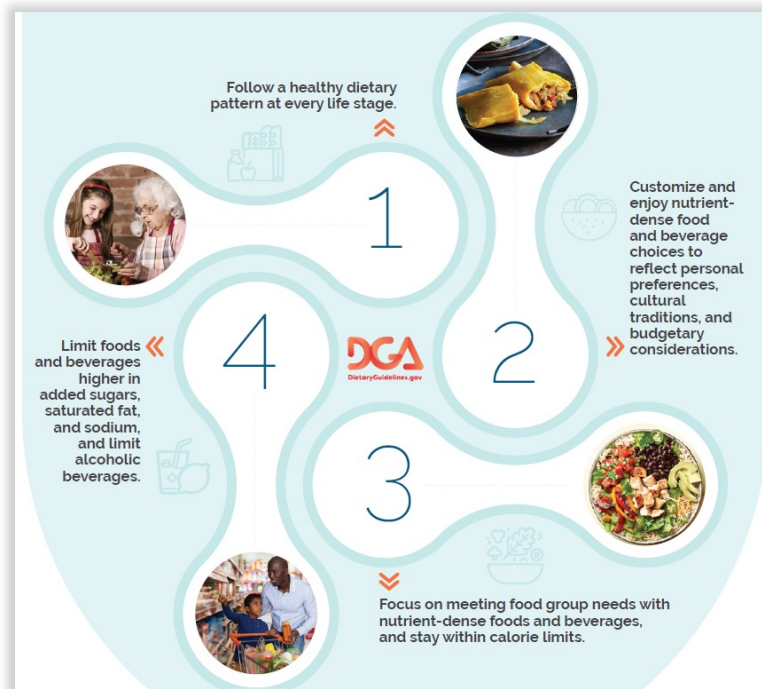 Follow a healthy dietary
pattern at every life stage.
1
Customize and
enjoy nutrient-
dense food
and beverage
choices to
reflect personal
preferences,
cultural
traditions, and
budgetary
considerations.
2
DGA
DietaryGuidelines.gov
3
Focus on meeting food group needs with
nutrient-dense foods and beverages,
and stay within calorie limits.
4
Limit foods
and beverages
higher in
added sugars,
saturated fat,
and sodium,
and limit
alcoholic
beverages.